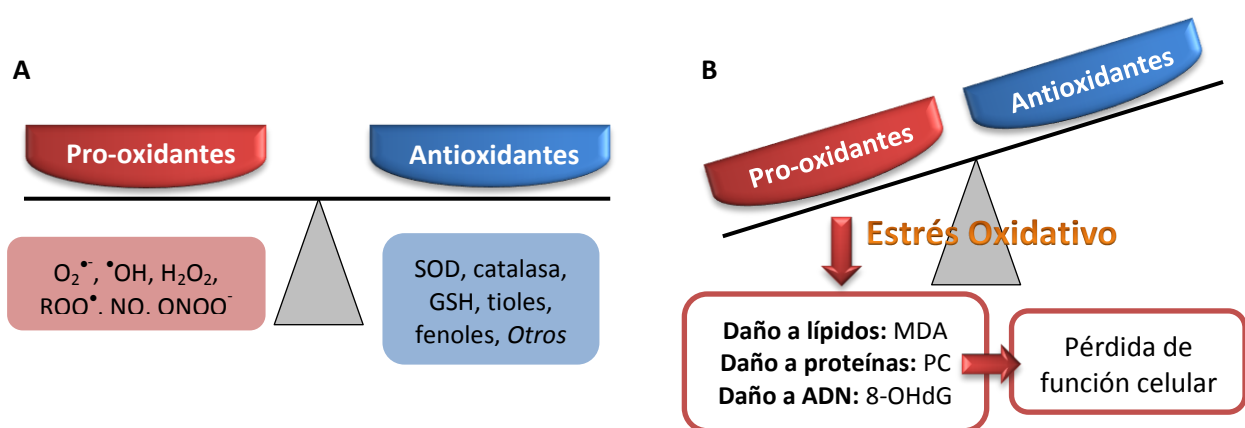 A
Pro-oxidantes
Antioxidantes
O₂•⁻, •OH, H₂O₂,
ROO•, NO, ONOO⁻
SOD, catalasa,
GSH, tioles,
fenoles, Otros
B
Pro-oxidantes
Antioxidantes
Estrés Oxidativo
Daño a lípidos: MDA
Daño a proteínas: PC
Daño a ADN: 8-OHdG
Pérdida de
función celular